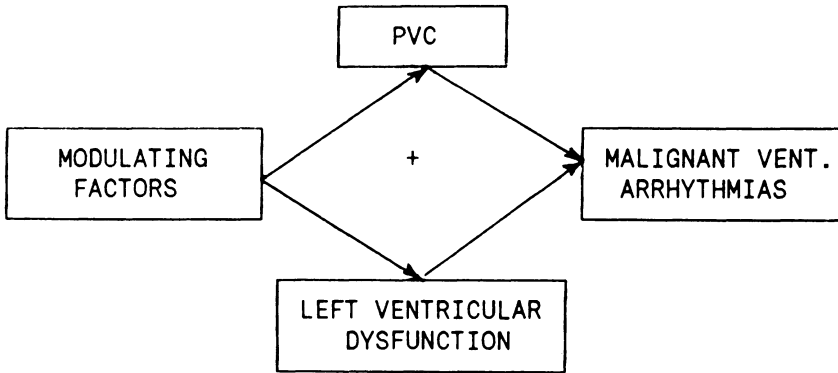 PVC
MODULATING
FACTORS
+
MALIGNANT VENT.
ARRHYTHMIAS
LEFT VENTRICULAR
DYSFUNCTION